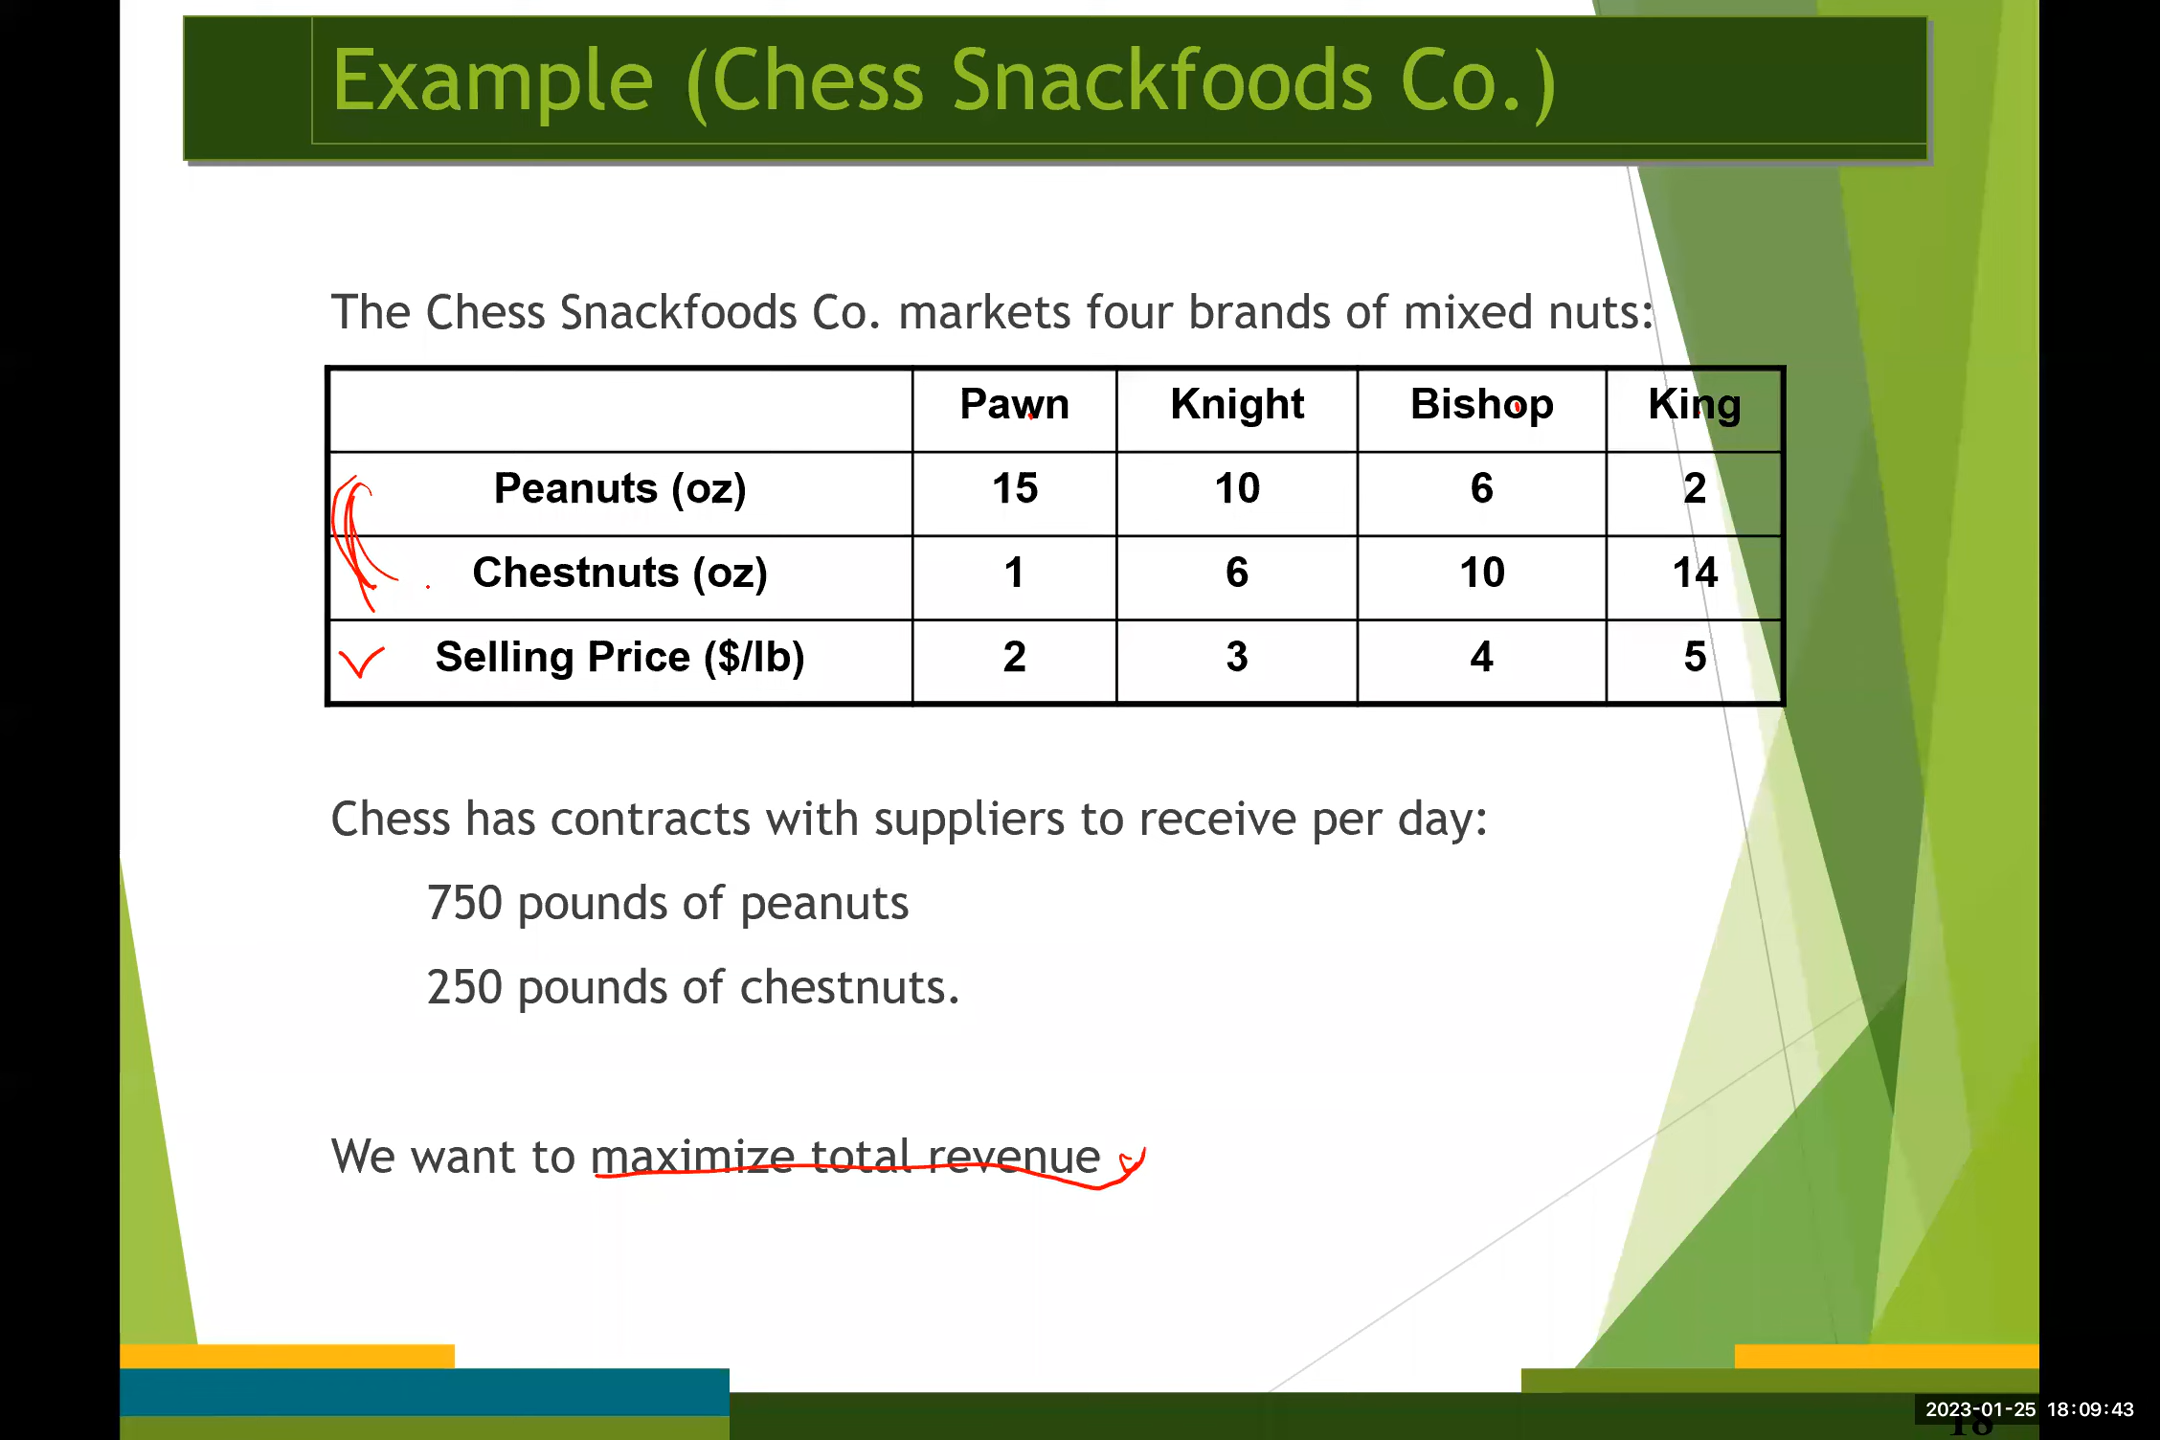 Example (Chess Snackfoods Co.)
The Chess Snackfoods Co. markets four brands of mixed nuts:
Pawn Knight Bishop King
Peanuts (oz) 15 10 6 2
Chestnuts (oz) 1 6 10 14
Selling Price ($/lb) 2 3 4 5
Chess has contracts with suppliers to receive per day:
750 pounds of peanuts
250 pounds of chestnuts.
We want to maximize total revenue
2023-01-25 18:09:43